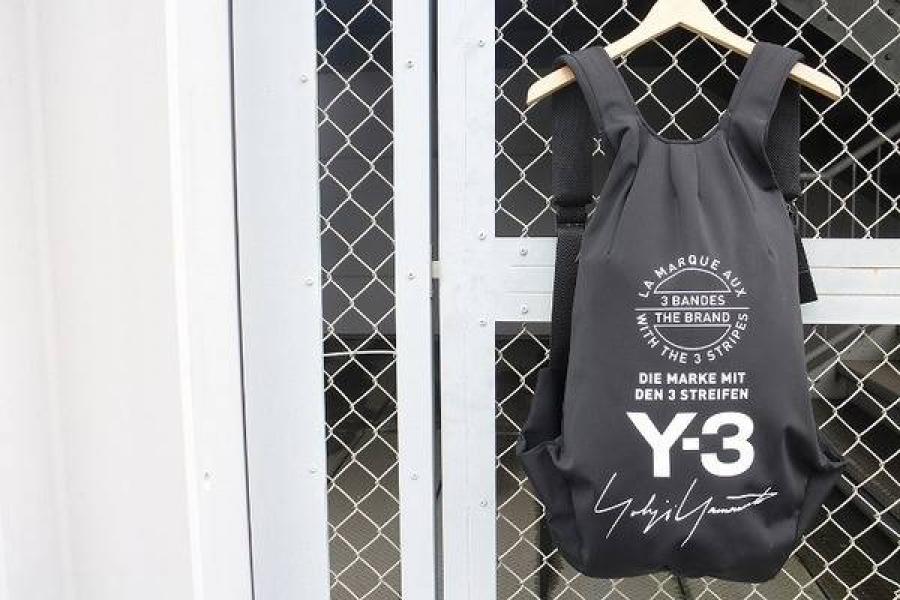 LA MARQUE AUX
3 BANDES
THE BRAND
WITH THE 3 STRIPES
DIE MARKE MIT
DEN 3 STREIFEN
Y-3
Yohji Yamamoto